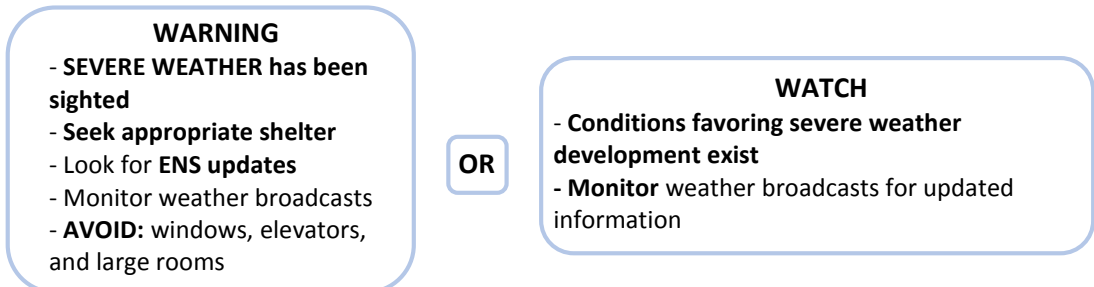 WARNING
- SEVERE WEATHER has been
sighted
- Seek appropriate shelter
- Look for ENS updates
- Monitor weather broadcasts
- AVOID: windows, elevators,
and large rooms
OR
WATCH
- Conditions favoring severe weather
development exist
- Monitor weather broadcasts for updated
information